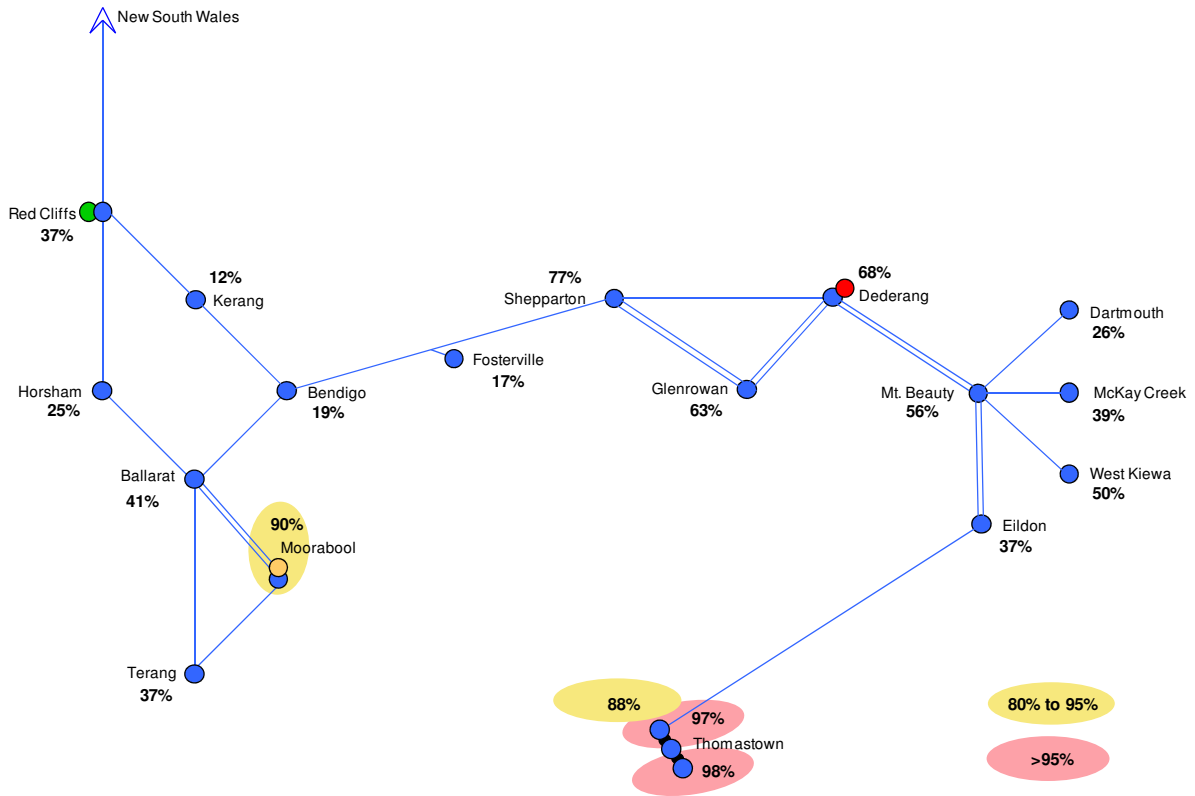 New South Wales
Red Cliffs
37%
12%
Kerang
77%
Shepparton
68%
Dederang
Dartmouth
26%
Fosterville
17%
Horsham
25%
Bendigo
19%
Glenrowan
63%
Mt. Beauty
56%
McKay Creek
39%
Ballarat
41%
West Kiewa
50%
90%
Moorabool
Eildon
37%
Terang
37%
88%
97%
Thomastown
98%
80% to 95%
>95%